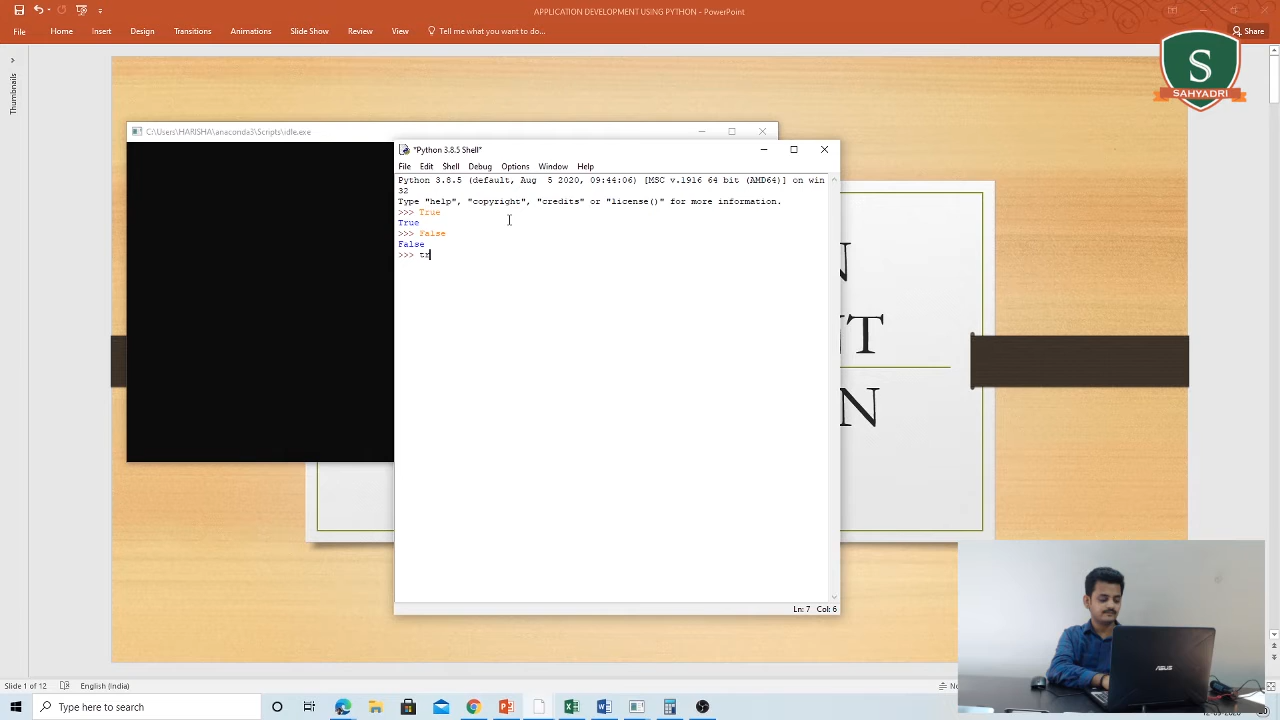 APPLICATION DEVELOPMENT USING PYTHON - PowerPoint
File Home Insert Design Transitions Animations Slide Show Review View Tell me what you want to do... Share
S
SAHYADRI
Thumbnails
C:\Users\HARISHA\anaconda3\Scripts\idle.exe
*Python 3.8.5 Shell*
File Edit Shell Debug Options Window Help
Python 3.8.5 (default, Aug  5 2020, 09:44:06) [MSC v.1916 64 bit (AMD64)] on win
32
Type "help", "copyright", "credits" or "license()" for more information.
>>> True
True
>>> False
False
>>> tr
N
T
N
Ln: 7 Col: 6
ASUS
Slide 1 of 12 English (India)
Type here to search